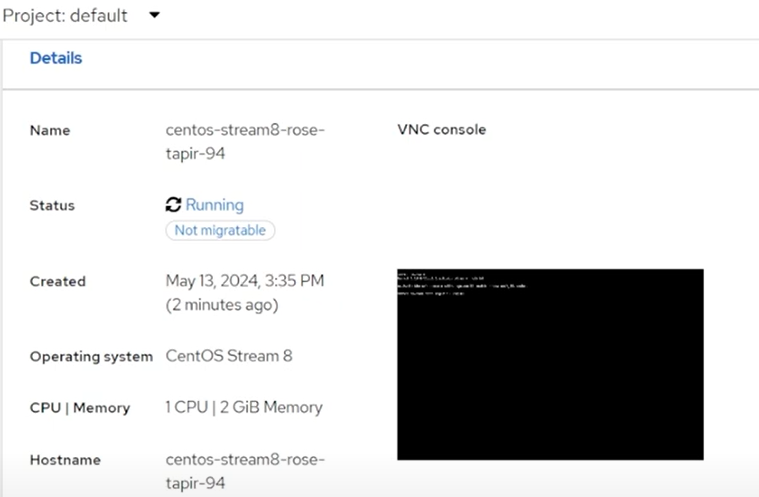 Project: default
Details
Name
centos-stream8-rose-
tapir-94
VNC console
Status
Running
Not migratable
Created
May 13, 2024, 3:35 PM
(2 minutes ago)
Operating system
CentOS Stream 8
CPU | Memory
1 CPU | 2 GiB Memory
Hostname
centos-stream8-rose-
tapir-94